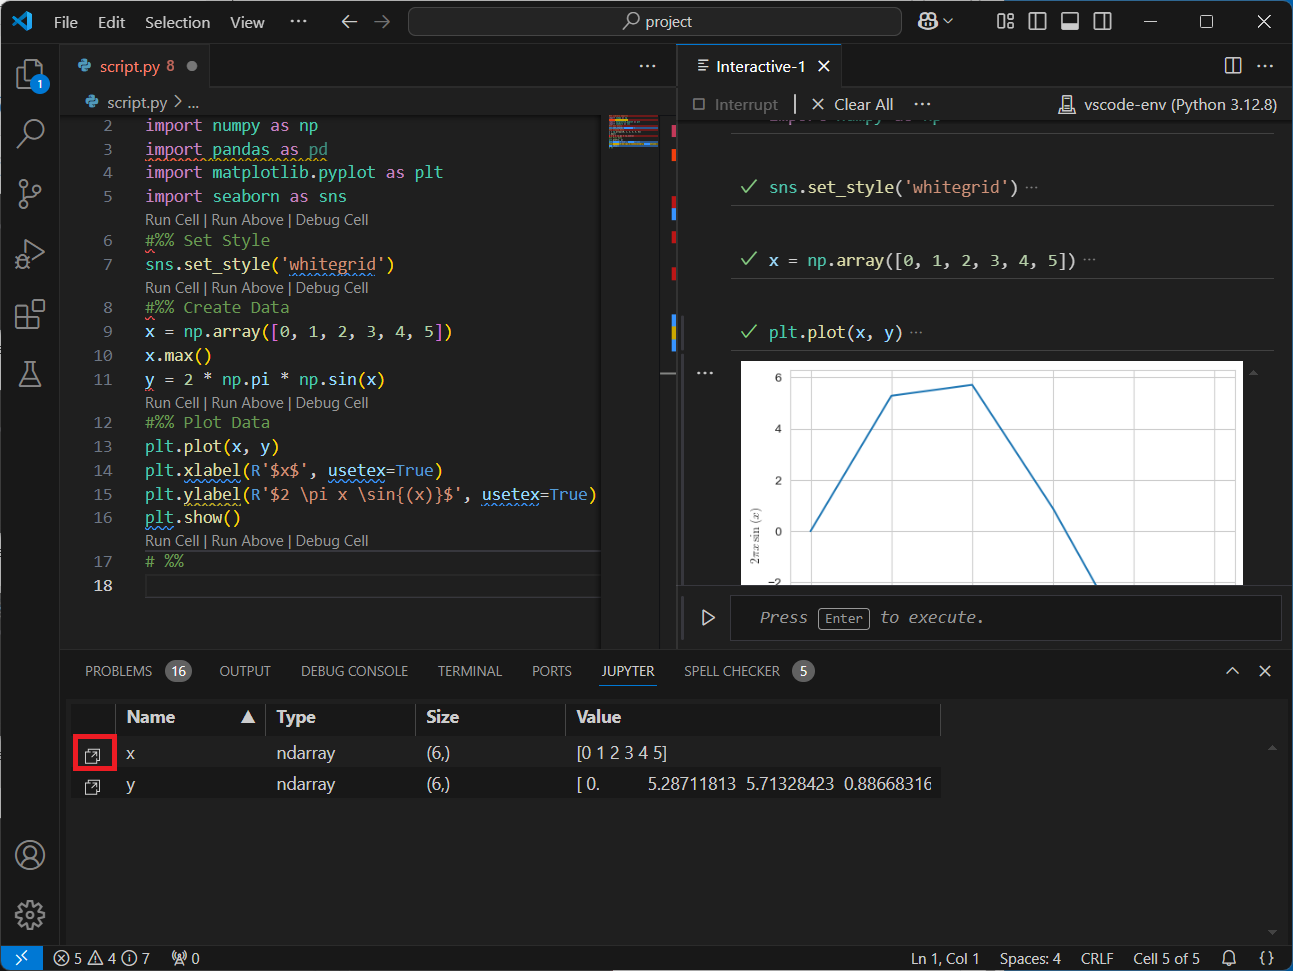 File Edit Selection View ··· project
script.py 8 ···
script.py > ...
2 import numpy as np
3 import pandas as pd
4 import matplotlib.pyplot as plt
5 import seaborn as sns
Run Cell | Run Above | Debug Cell
6 #%% Set Style
7 sns.set_style('whitegrid')
Run Cell | Run Above | Debug Cell
8 #%% Create Data
9 x = np.array([0, 1, 2, 3, 4, 5])
10 x.max()
11 y = 2 * np.pi * np.sin(x)
Run Cell | Run Above | Debug Cell
12 #%% Plot Data
13 plt.plot(x, y)
14 plt.xlabel(R'$x$', usetex=True)
15 plt.ylabel(R'$2 \pi x \sin{(x)}$', usetex=True)
16 plt.show()
Run Cell | Run Above | Debug Cell
17 # %%
18
Interactive-1 ···
Interrupt | Clear All ··· vscode-env (Python 3.12.8)
import numpy as np
sns.set_style('whitegrid') ···
x = np.array([0, 1, 2, 3, 4, 5]) ···
plt.plot(x, y) ···
···
6
4
2
0
−2
2πx sin (x)
Press Enter to execute.
PROBLEMS 16 OUTPUT DEBUG CONSOLE TERMINAL PORTS JUPYTER SPELL CHECKER 5
Name Type Size Value
x ndarray (6,) [0 1 2 3 4 5]
y ndarray (6,) [ 0. 5.28711813 5.71328423 0.88668316
5 4 7 0 Ln 1, Col 1 Spaces: 4 CRLF Cell 5 of 5 {}
1